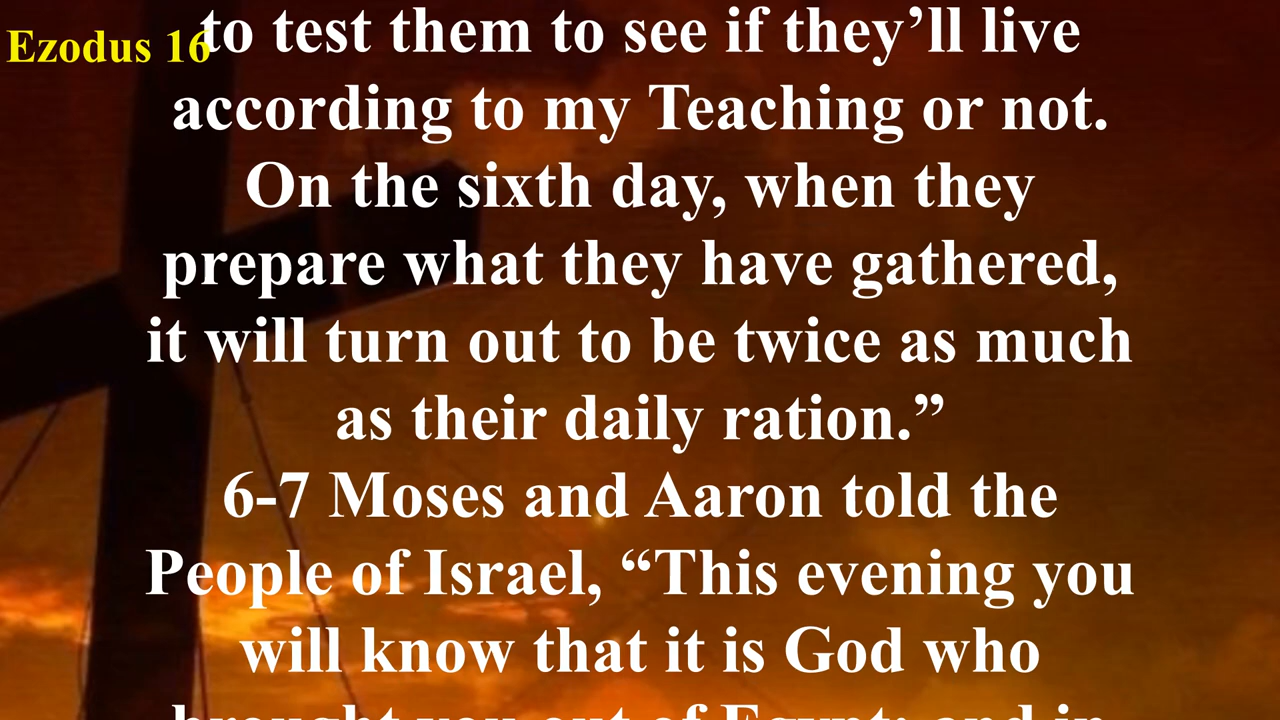 Ezodus 16
to test them to see if they’ll live
according to my Teaching or not.
On the sixth day, when they
prepare what they have gathered,
it will turn out to be twice as much
as their daily ration.”
6-7 Moses and Aaron told the
People of Israel, “This evening you
will know that it is God who
brought you out of Egypt; and in